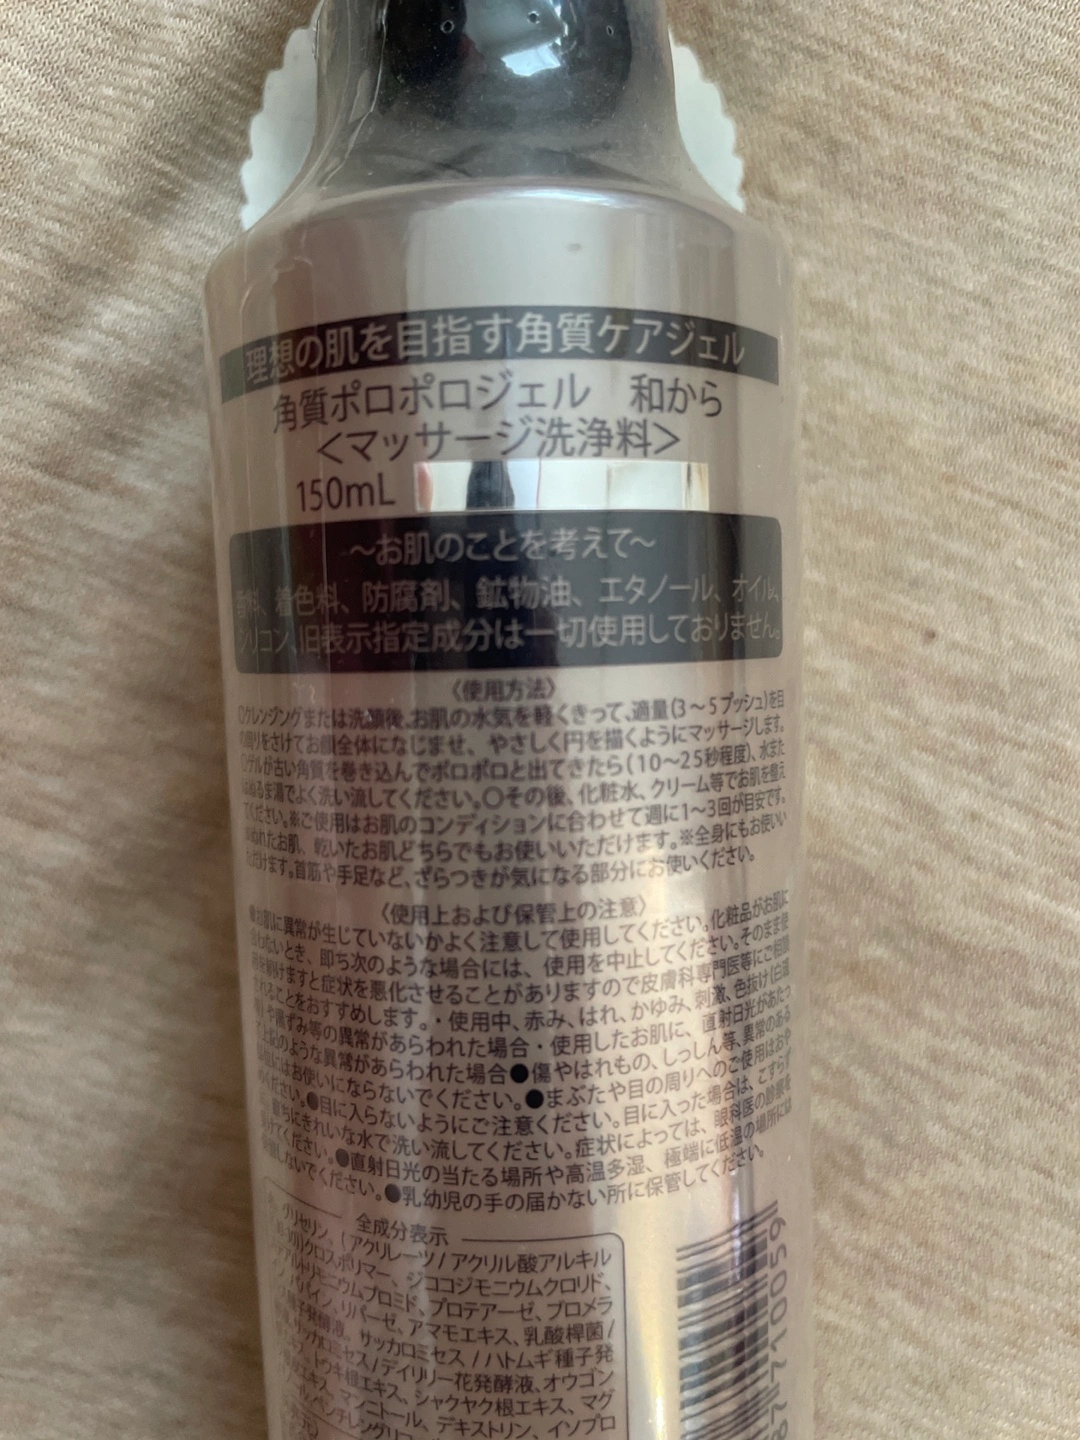 理想の肌を目指す角質ケアジェル
角質ポロポロジェル　和から
＜マッサージ洗浄料＞
150mL
～お肌のことを考えて～
香料、着色料、防腐剤、鉱物油、エタノール、オイル、
シリコン、旧表示指定成分は一切使用しておりません。
〈使用方法〉
○クレンジングまたは洗顔後、お肌の水気を軽くきって、適量(3～5プッシュ)を目
の周りをさけてお顔全体になじませ、やさしく円を描くようにマッサージします。
○ゲルが古い角質を巻き込んでポロポロと出てきたら(10～25秒程度)、水また
はぬるま湯でよく洗い流してください。○その後、化粧水、クリーム等でお肌を整え
てください。※ご使用はお肌のコンディションに合わせて週に1～3回が目安です。
※ぬれたお肌、乾いたお肌どちらでもお使いいただけます。※全身にもお使い
ただけます。首筋や手足など、ざらつきが気になる部分にお使いください。
〈使用上および保管上の注意〉
●お肌に異常が生じていないかよく注意して使用してください。化粧品がお肌に
合わないとき、即ち次のような場合には、使用を中止してください。そのまま使
用を続けますと症状を悪化させることがありますので皮膚科専門医等にご相談
されることをおすすめします。・使用中、赤み、はれ、かゆみ、刺激、色抜け(白斑
等)や黒ずみ等の異常があらわれた場合・使用したお肌に、直射日光があたっ
て上記のような異常があらわれた場合●傷やはれもの、しっしん等、異常のある
部位にはお使いにならないでください。●まぶたや目の周りへのご使用はおや
めください。●目に入らないようにご注意ください。目に入った場合は、こすらず
直ちにきれいな水で洗い流してください。症状によっては、眼科医の診察を
受けてください。●直射日光の当たる場所や高温多湿、極端に低温の場所には
保管しないでください。●乳幼児の手の届かない所に保管してください。
全成分表示
グリセリン、(アクリレーツ/アクリル酸アルキル
クロスポリマー、ジココジモニウムクロリド、
プロテアーゼ、ブロメラ
パパイン、リパーゼ、アマモエキス、乳酸桿菌/
発酵液、サッカロミセス/ハトムギ種子発
サッカロミセス/デイリリー花発酵液、オウゴン
トウキ根エキス、シャクヤク根エキス、マグ
エキス、マンニトール、デキストリン、イソプロ